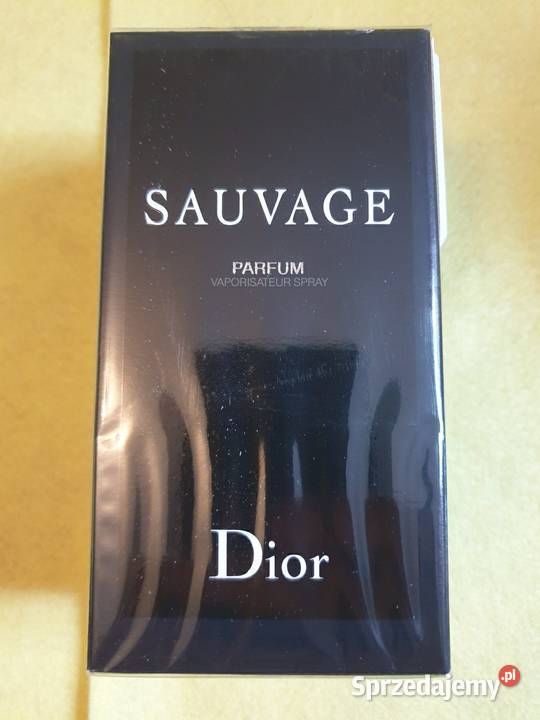 SAUVAGE
PARFUM
VAPORISATEUR SPRAY
Dior
Sprzedajemy.pl